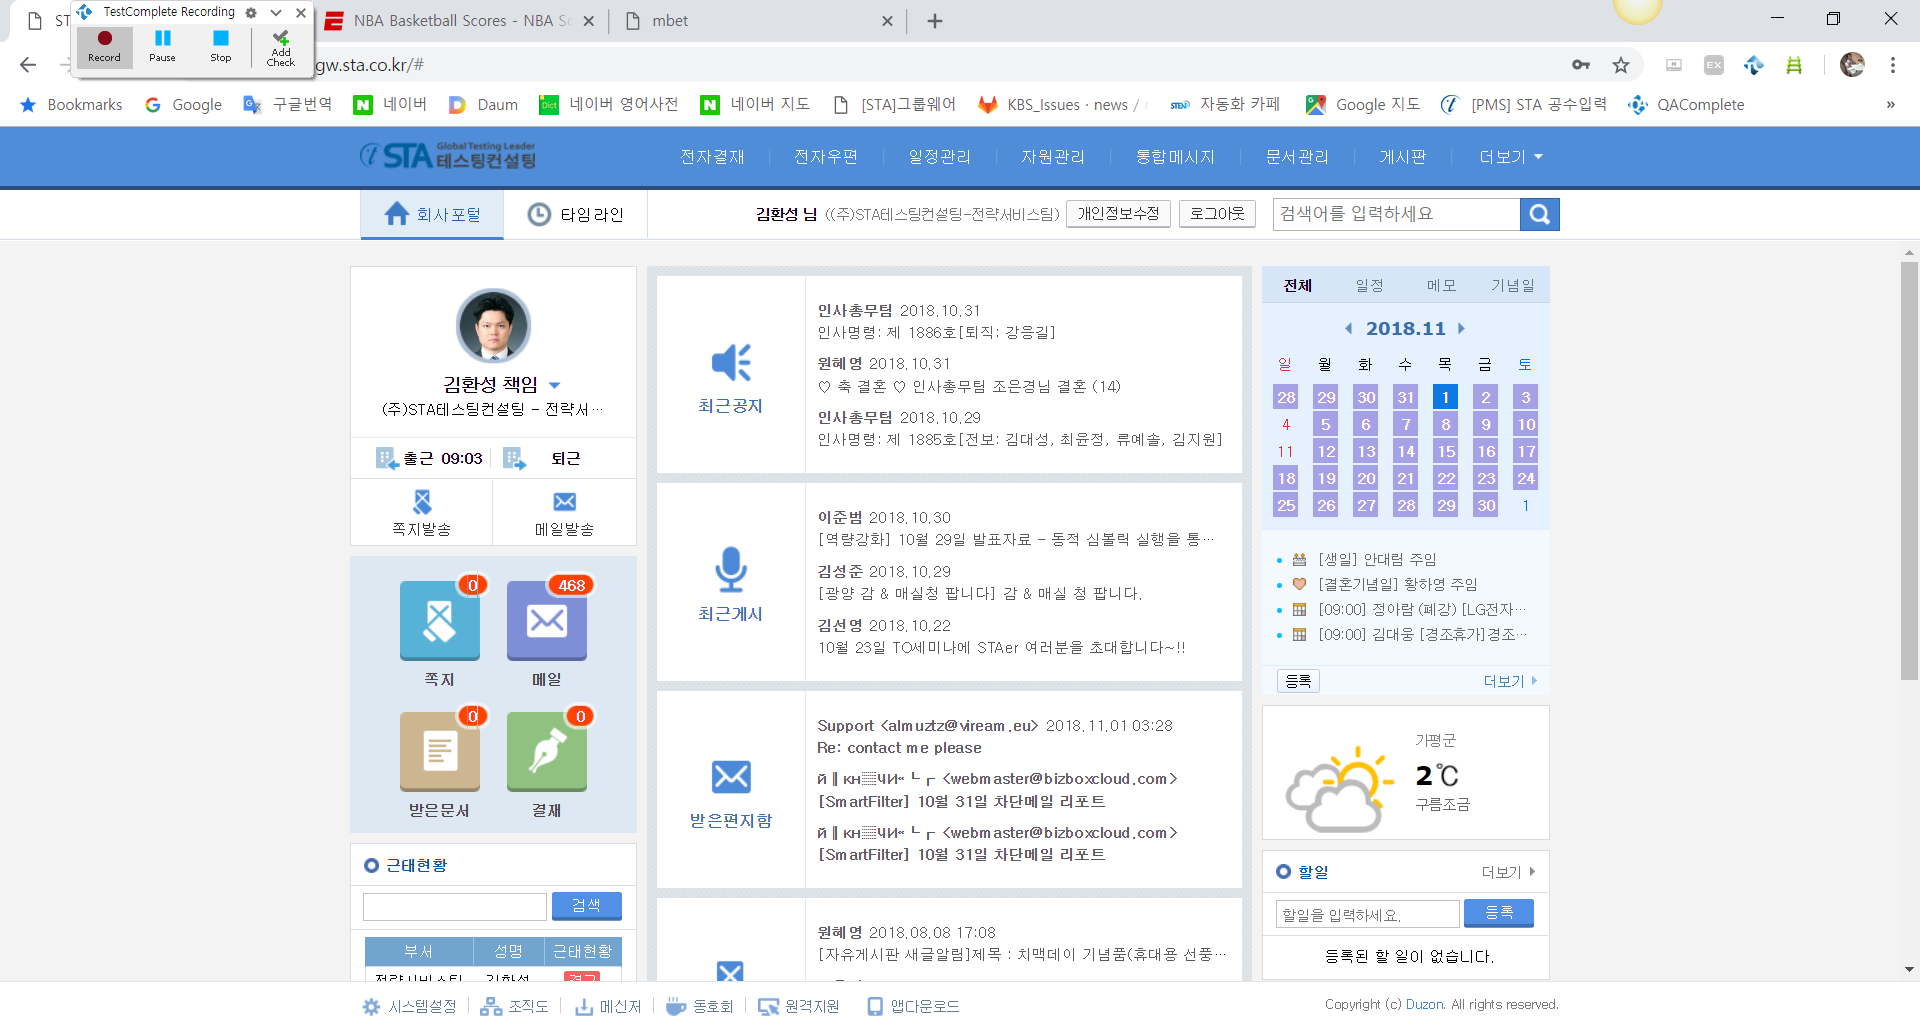 TestComplete Recording
Record
Pause
Stop
Add Check
ST
NBA Basketball Scores - NBA Sc
mbet
gw.sta.co.kr/#
Bookmarks
Google
구글번역
네이버
Daum
네이버 영어사전
네이버 지도
[STA]그룹웨어
KBS_Issues · news /
자동화 카페
Google 지도
[PMS] STA 공수입력
QAComplete
»
STA Global Testing Leader
테스팅컨설팅
전자결재
전자우편
일정관리
자원관리
통합메시지
문서관리
게시판
더보기
회사포털
타임라인
김환성 님 ((주)STA테스팅컨설팅-전략서비스팀)
개인정보수정
로그아웃
검색어를 입력하세요
김환성 책임
(주)STA테스팅컨설팅 - 전략서···
출근 09:03
퇴근
쪽지발송
메일발송
0
468
쪽지
메일
0
0
받은문서
결재
근태현황
검색
부서 성명 근태현황
전략서비스팀 김환성
최근공지
인사총무팀 2018.10.31
인사명령: 제 1886호[퇴직: 강응길]
원혜영 2018.10.31
♡ 축 결혼 ♡ 인사총무팀 조은경님 결혼 (14)
인사총무팀 2018.10.29
인사명령: 제 1885호[전보: 김대성, 최윤정, 류예솔, 김지원]
최근게시
이준범 2018.10.30
[역량강화] 10월 29일 발표자료 - 동적 심볼릭 실행을 통···
김성준 2018.10.29
[광양 감 & 매실청 팝니다] 감 & 매실 청 팝니다.
김선영 2018.10.22
10월 23일 TO세미나에 STAer 여러분을 초대합니다~!!
받은편지함
Support <almuztz@viream.eu> 2018.11.01 03:28
Re: contact me please
й ∥ кн▒ЧИ« ┗ ┏ <webmaster@bizboxcloud.com>
[SmartFilter] 10월 31일 차단메일 리포트
й ∥ кн▒ЧИ« ┗ ┏ <webmaster@bizboxcloud.com>
[SmartFilter] 10월 31일 차단메일 리포트
원혜영 2018.08.08 17:08
[자유게시판 새글알림]제목 : 치맥데이 기념품(휴대용 선풍···
전체 일정 메모 기념일
2018.11
일 월 화 수 목 금 토
28 29 30 31 1 2 3
4 5 6 7 8 9 10
11 12 13 14 15 16 17
18 19 20 21 22 23 24
25 26 27 28 29 30 1
[생일] 안대림 주임
[결혼기념일] 황하영 주임
[09:00] 정아람 (폐강) [LG전자···
[09:00] 김대웅 [경조휴가]경조···
등록
더보기
가평군
2℃
구름조금
할일
더보기
할일을 입력하세요.
등록
등록된 할 일이 없습니다.
시스템설정
조직도
메신저
동호회
원격지원
앱다운로드
Copyright (c) Duzon. All rights reserved.